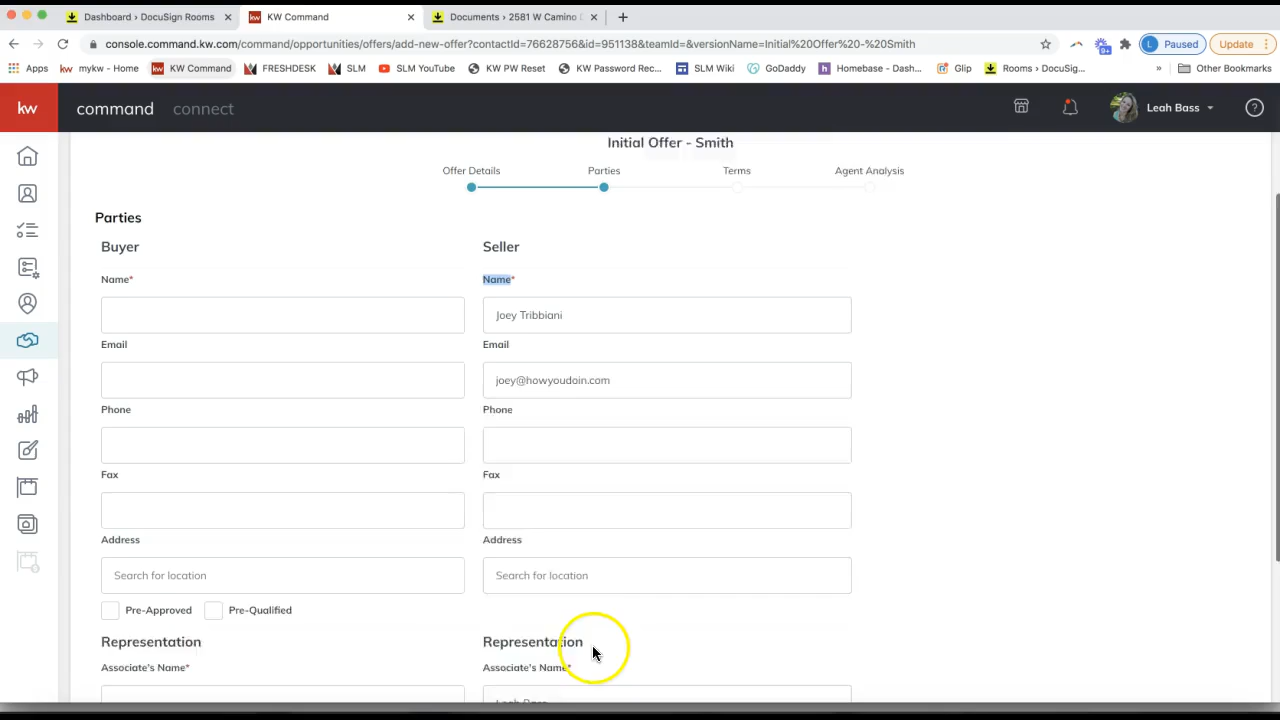 Dashboard › DocuSign Rooms
KW Command
Documents › 2581 W Camino
console.command.kw.com/command/opportunities/offers/add-new-offer?contactId=76628736&id=951138&teamId=&versionName=Initial%20Offer%20-%20Smith
L Paused
Update
Apps
kw mykw - Home
kw KW Command
FRESHDESK
SLM
SLM YouTube
KW PW Reset
KW Password Rec...
SLM Wiki
GoDaddy
h Homebase - Dash...
Glip
Rooms › DocuSig...
»
Other Bookmarks
kw
command
connect
Leah Bass
?
Initial Offer - Smith
Offer Details
Parties
Terms
Agent Analysis
Parties
Buyer
Seller
Name*
Name*
Joey Tribbiani
Email
Email
joey@howyoudoin.com
Phone
Phone
Fax
Fax
Address
Address
Search for location
Search for location
Pre-Approved
Pre-Qualified
Representation
Representation
Associate's Name*
Associate's Name*
Leah Bass